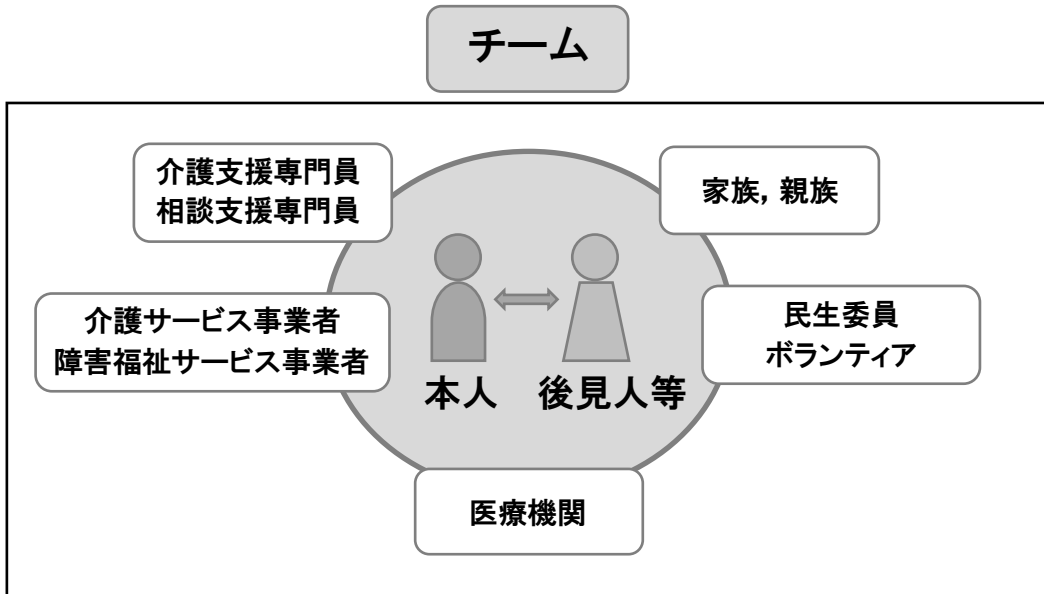 チーム
介護支援専門員
相談支援専門員
家族，親族
介護サービス事業者
障害福祉サービス事業者
民生委員
ボランティア
本人
後見人等
医療機関